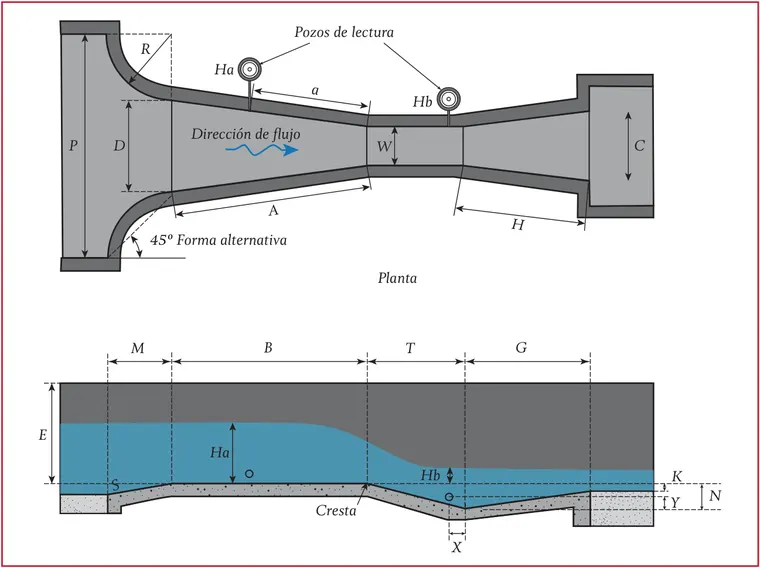 Pozos de lectura
R
Ha
a
Hb
P
D
Dirección de flujo
W
C
A
H
45º Forma alternativa
Planta
M
B
T
G
E
Ha
Hb
S
K
N
Y
Cresta
X